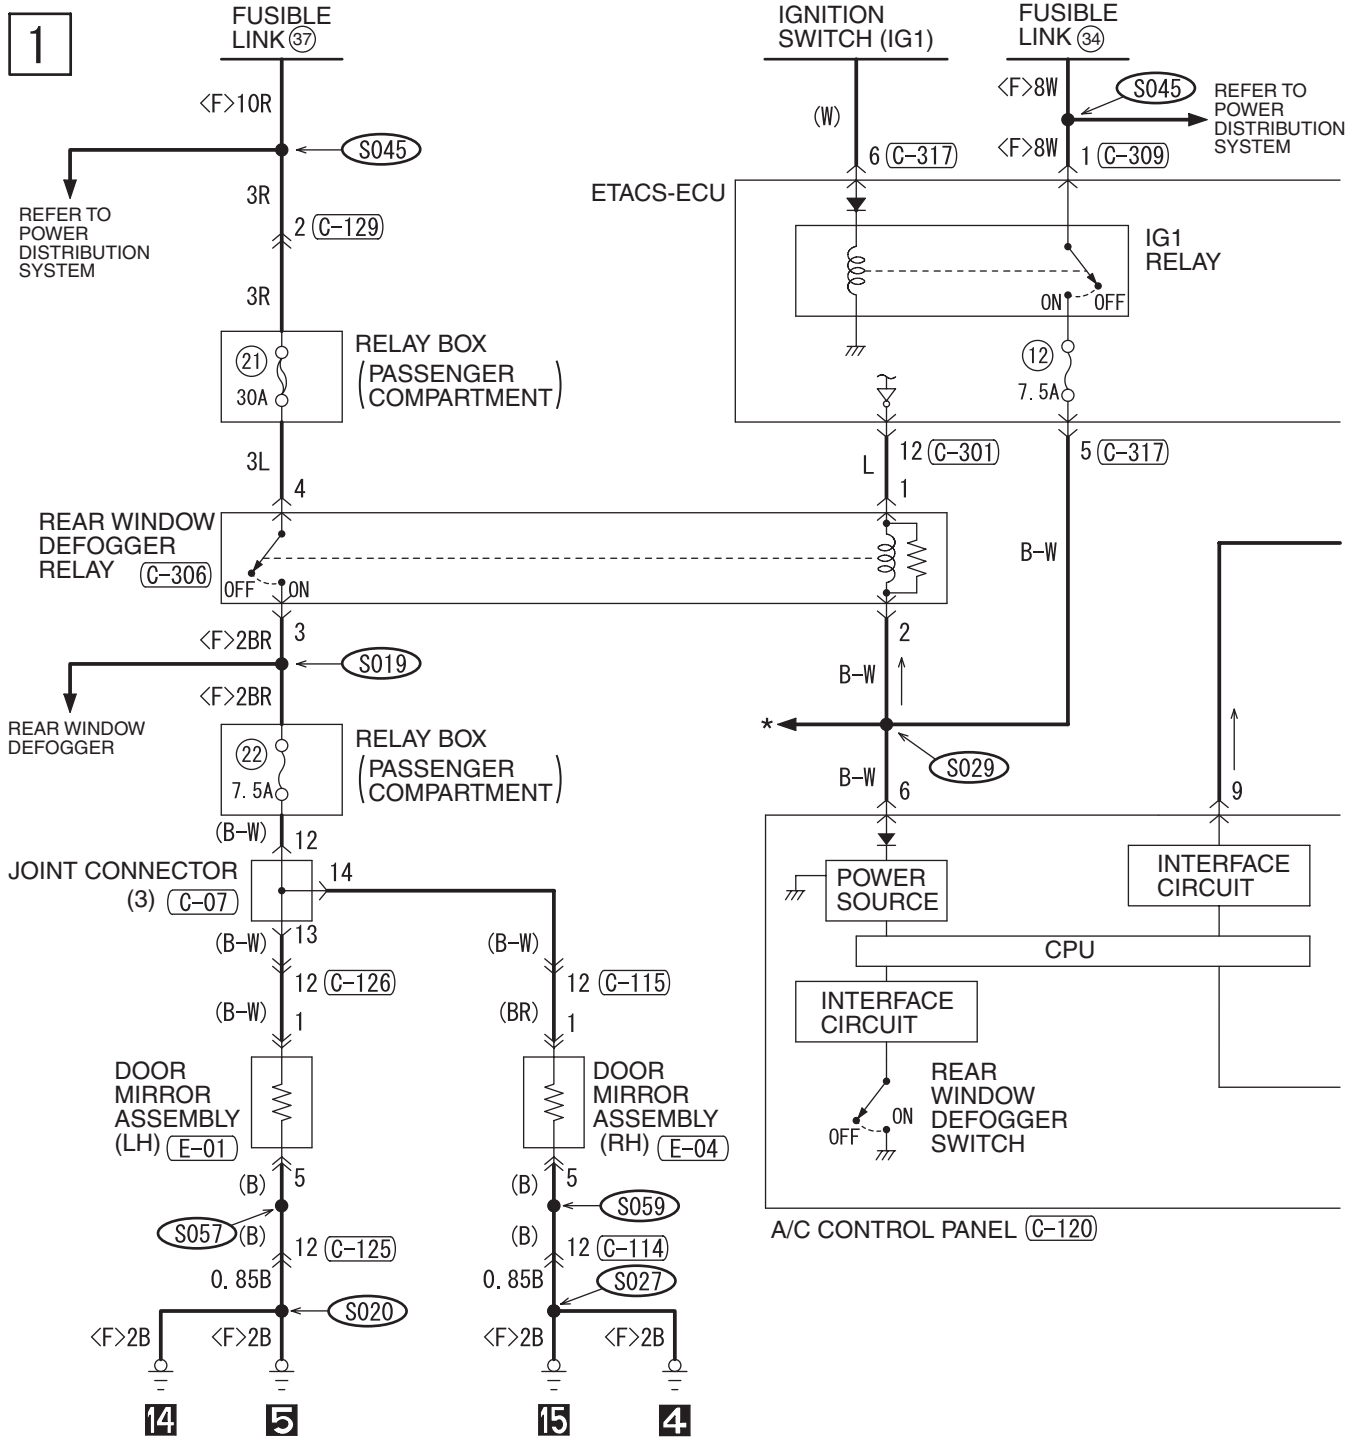 1
FUSIBLE
LINK 37
IGNITION
SWITCH (IG1)
FUSIBLE
LINK 34
<F>10R
(W)
<F>8W
S045
REFER TO
POWER
DISTRIBUTION
SYSTEM
S045
<F>8W
6 C-317
1 C-309
3R
ETACS-ECU
REFER TO
POWER
DISTRIBUTION
SYSTEM
2 C-129
IG1
RELAY
3R
ON OFF
21
30A
RELAY BOX
(PASSENGER
COMPARTMENT)
12
7.5A
3L
12 C-301
5 C-317
L
4
1
REAR WINDOW
DEFOGGER
RELAY C-306
OFF ON
B-W
<F>2BR
3
2
S019
B-W
<F>2BR
REAR WINDOW
DEFOGGER
*
S029
22
7.5A
RELAY BOX
(PASSENGER
COMPARTMENT)
B-W
6
9
(B-W)
12
JOINT CONNECTOR
(3) C-07
14
POWER
SOURCE
INTERFACE
CIRCUIT
(B-W)
13
(B-W)
CPU
12 C-126
12 C-115
(B-W)
1
(BR)
1
INTERFACE
CIRCUIT
DOOR
MIRROR
ASSEMBLY
(LH) E-01
DOOR
MIRROR
ASSEMBLY
(RH) E-04
REAR
WINDOW
DEFOGGER
SWITCH
OFF ON
(B)
5
(B)
5
S057
S059
(B)
12 C-125
(B)
12 C-114
A/C CONTROL PANEL C-120
0.85B
S020
0.85B
S027
<F>2B
<F>2B
<F>2B
<F>2B
14
5
15
4